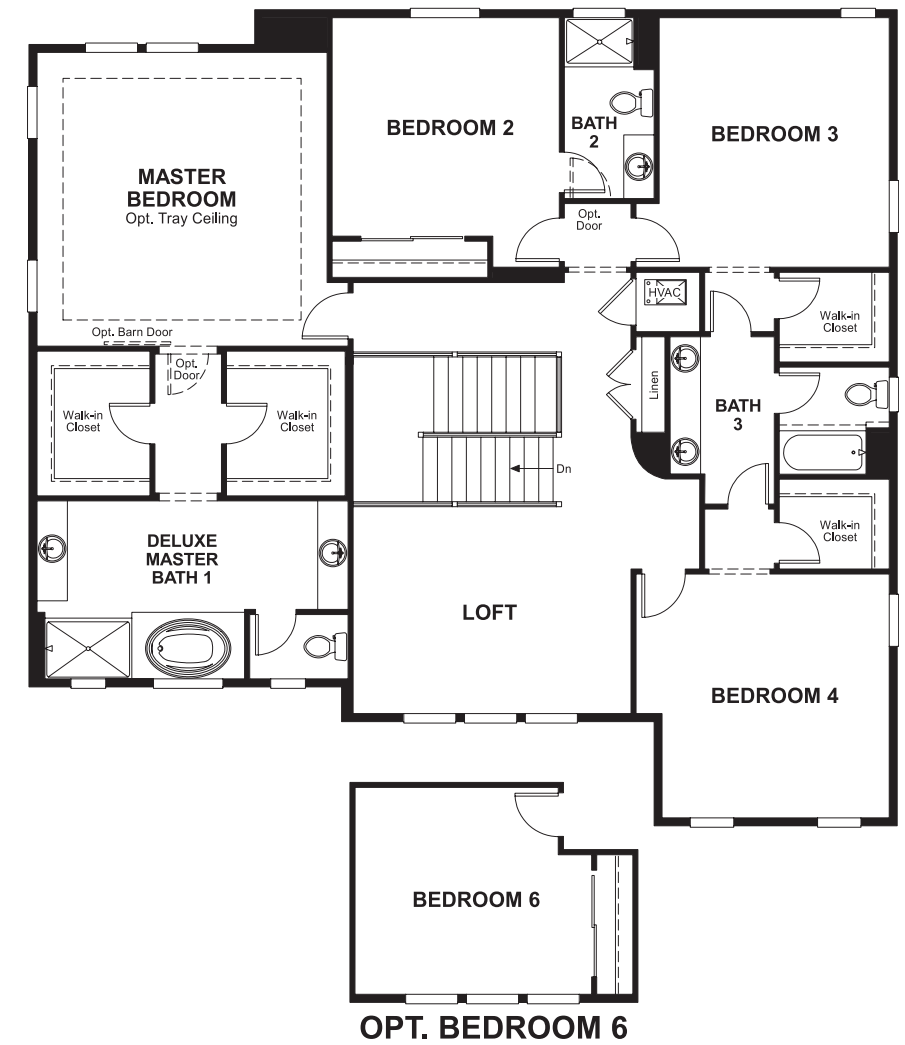 BEDROOM 2
BATH
2
BEDROOM 3
MASTER
BEDROOM
Opt. Tray Ceiling
Opt.
Door
HVAC
Walk-in
Closet
Opt. Barn Door
Opt.
Door
Walk-in
Closet
Walk-in
Closet
Linen
BATH
3
Dn
Walk-in
Closet
DELUXE
MASTER
BATH 1
LOFT
BEDROOM 4
BEDROOM 6
OPT. BEDROOM 6